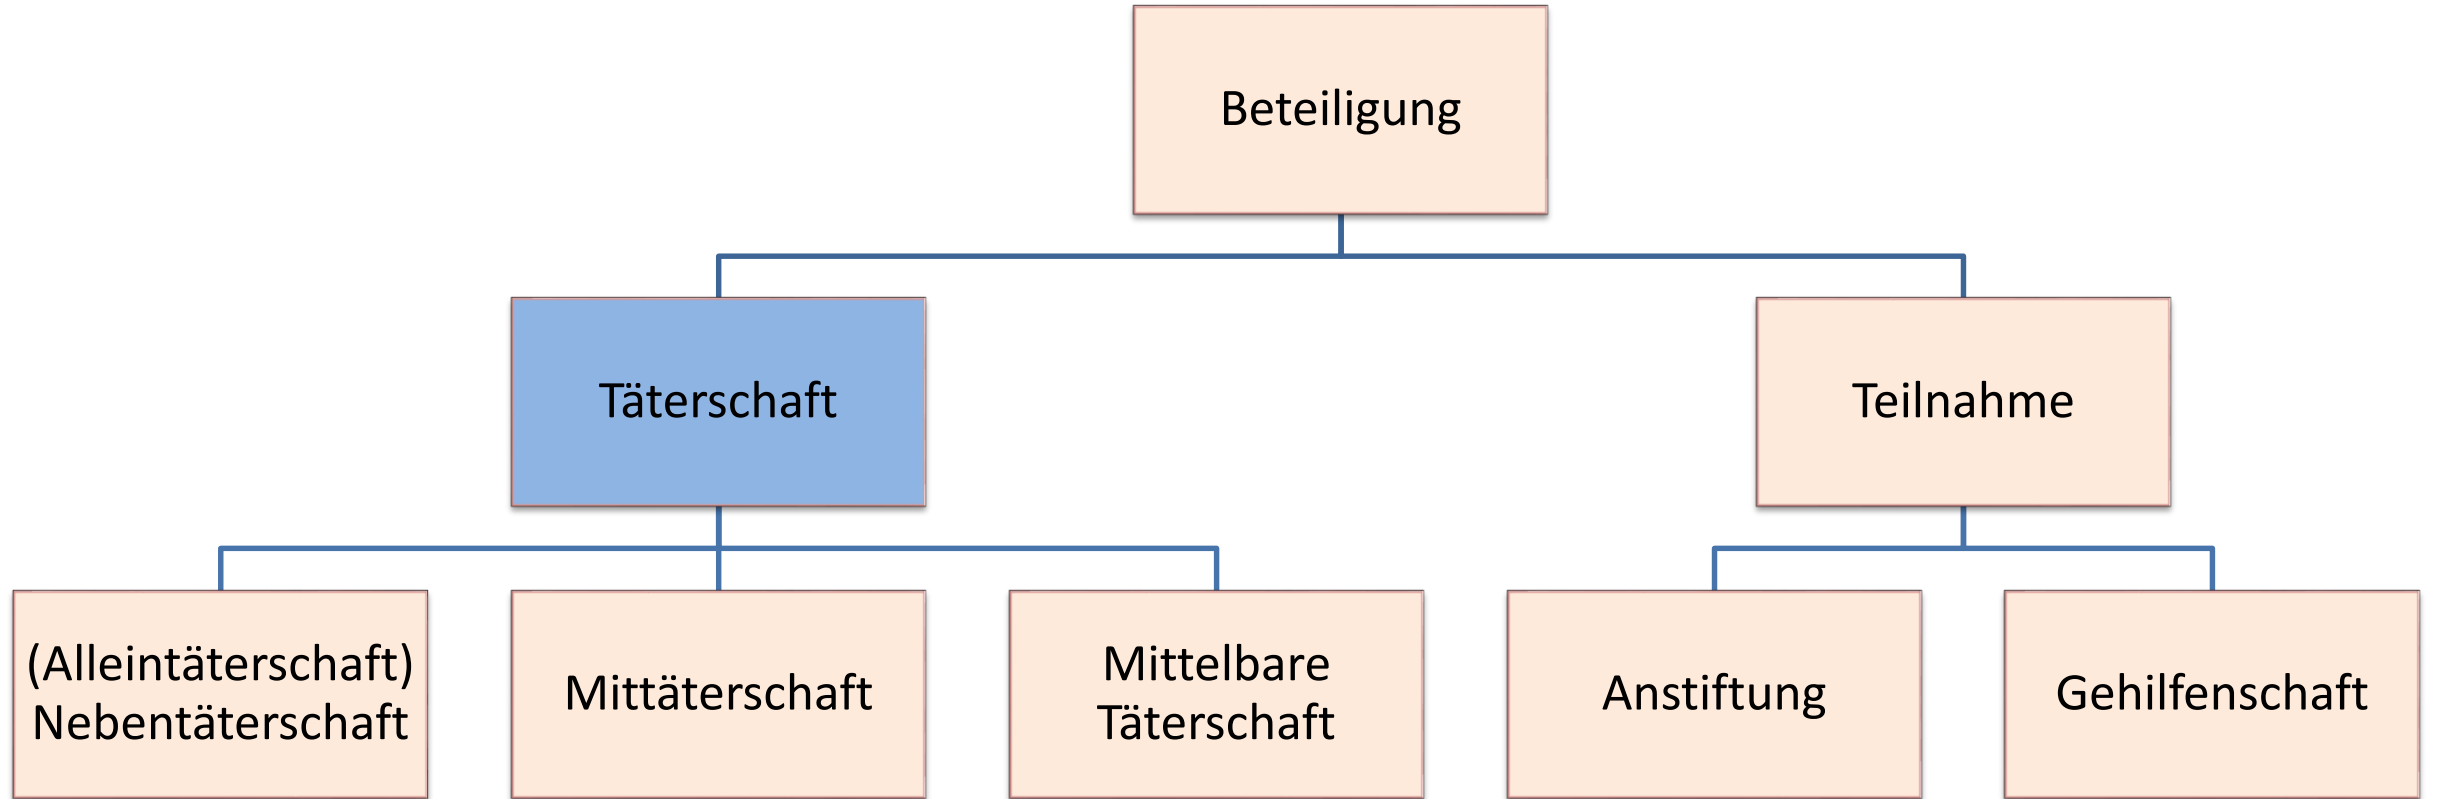 Beteiligung
Täterschaft
Teilnahme
(Alleintäterschaft)
Nebentäterschaft
Mittäterschaft
Mittelbare
Täterschaft
Anstiftung
Gehilfenschaft